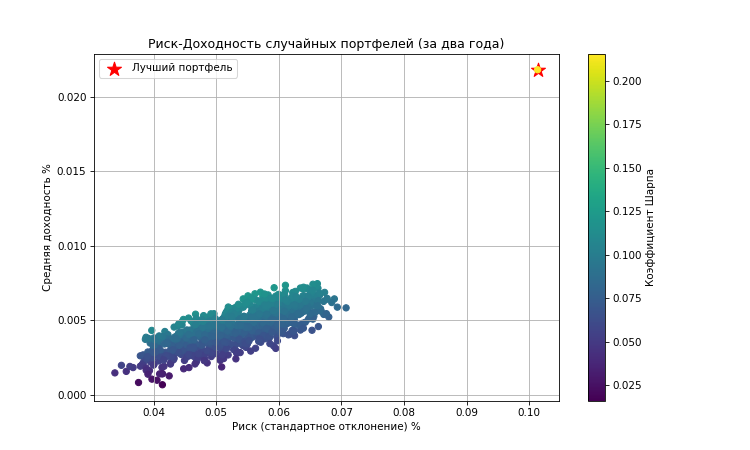 Риск-Доходность случайных портфелей (за два года)
Лучший портфель
Средняя доходность %
0.020
0.015
0.010
0.005
0.000
0.04 0.05 0.06 0.07 0.08 0.09 0.10
Риск (стандартное отклонение) %
0.200
0.175
0.150
0.125
0.100
0.075
0.050
0.025
Коэффициент Шарпа